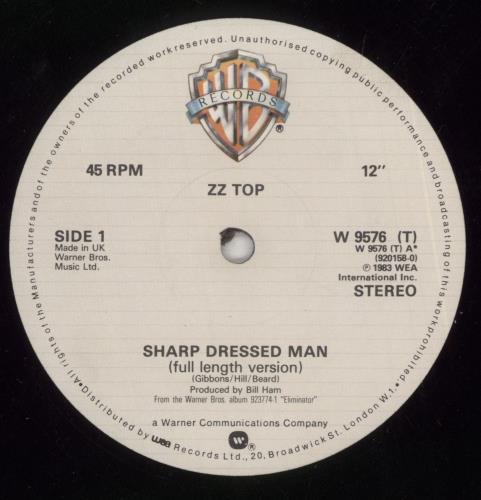 All rights of the Manufacturers and of the owners of the recorded work reserved. Unauthorised copying public performance and broadcasting of this work prohibited.
WB
RECORDS
®
45 RPM
12"
ZZ TOP
SIDE 1
Made in UK
Warner Bros.
Music Ltd.
W 9576 (T)
W 9576 (T) A*
(920158-0)
℗ 1983 WEA
International Inc.
STEREO
SHARP DRESSED MAN
(full length version)
(Gibbons/Hill/Beard)
Produced by Bill Ham
From the Warner Bros. album 923774-1 "Eliminator"
a Warner Communications Company
W ®
•Distributed by wea Records Ltd., 20, Broadwick St. London W.1.•